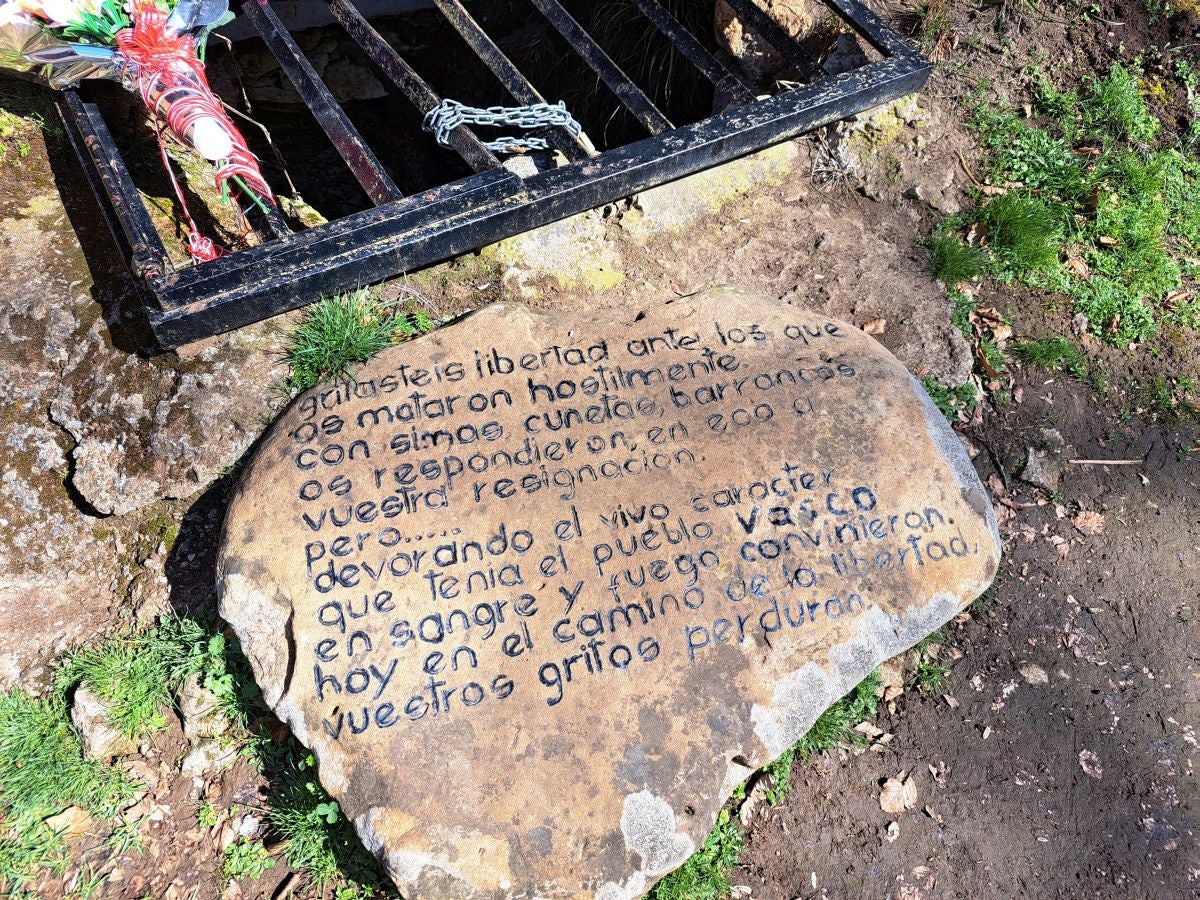 gritasteis libertad ante los que
os mataron hostilmente.
con simas, cunetas, barrancos
os respondieron, en eco a
vuestra resignación.
pero.....
devorando el vivo caracter
que tenia el pueblo vasco
en sangre y fuego convinieron.
hoy en el camino de la libertad,
vuestros gritos perduran.